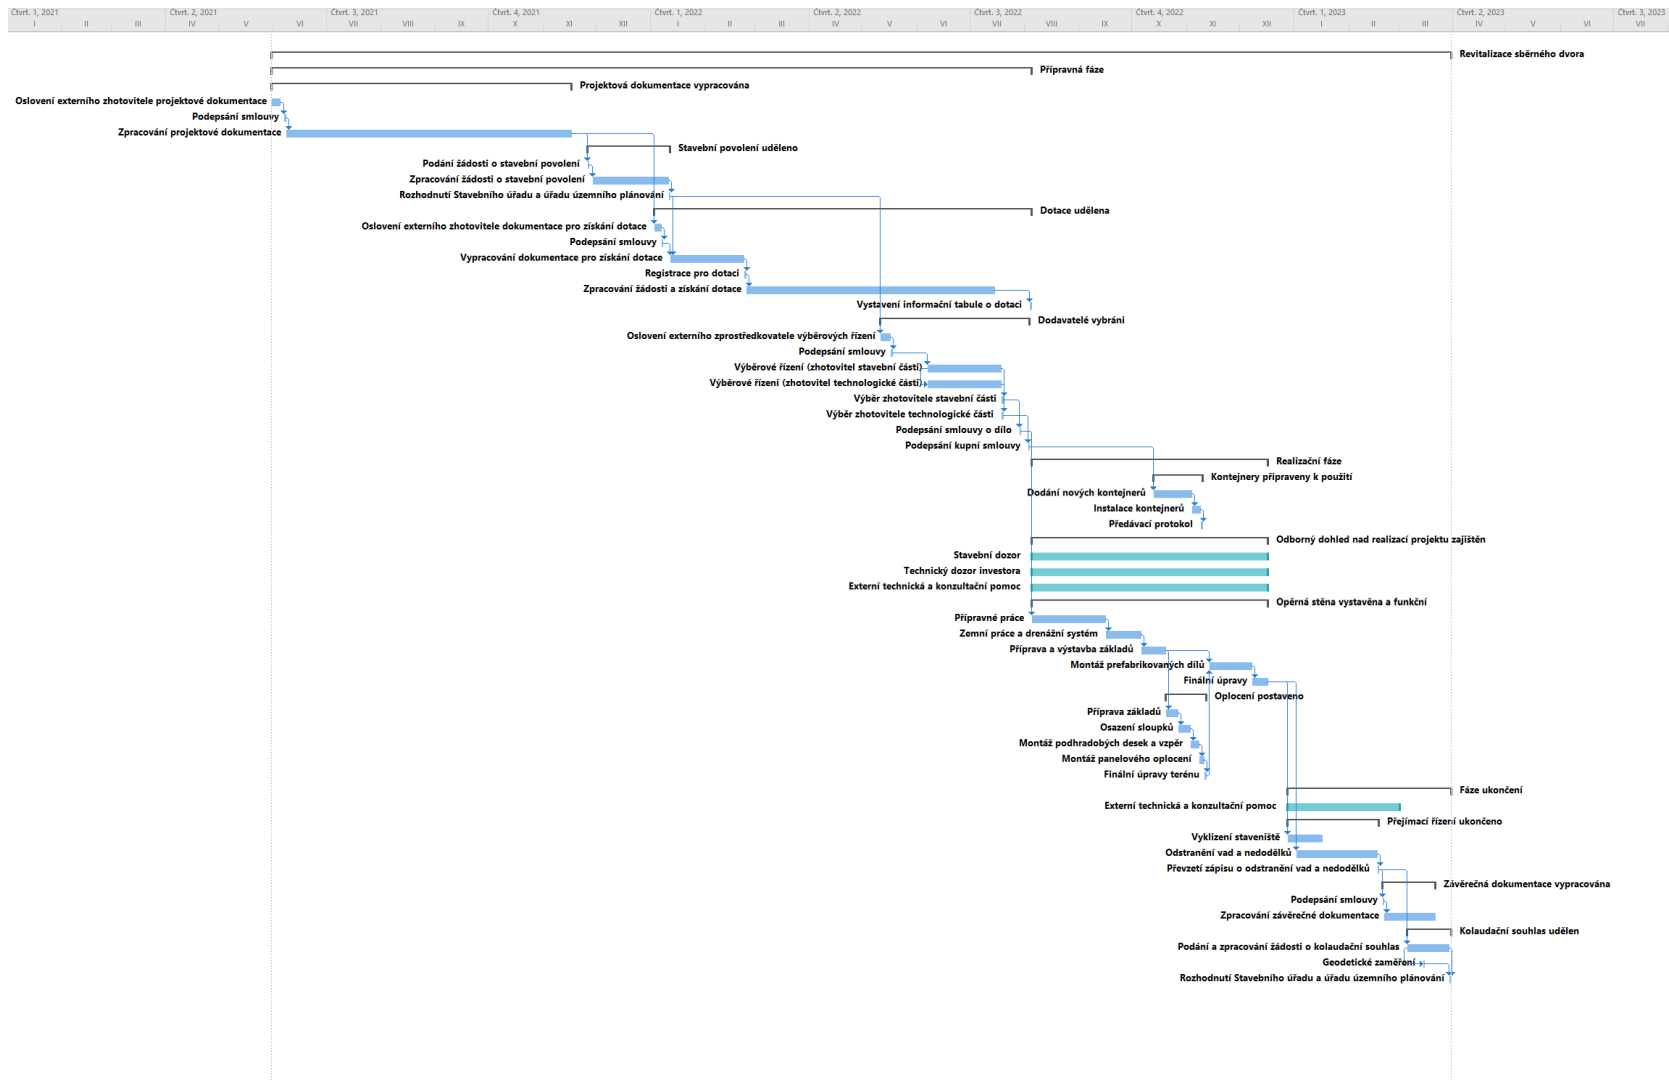 Čtvrt. 1, 2021 Čtvrt. 2, 2021 Čtvrt. 3, 2021 Čtvrt. 4, 2021 Čtvrt. 1, 2022 Čtvrt. 2, 2022 Čtvrt. 3, 2022 Čtvrt. 4, 2022 Čtvrt. 1, 2023 Čtvrt. 2, 2023 Čtvrt. 3, 2023
I II III IV V VI VII VIII IX X XI XII I II III IV V VI VII VIII IX X XI XII I II III IV V VI VII
Revitalizace sběrného dvora
Přípravná fáze
Projektová dokumentace vypracována
Oslovení externího zhotovitele projektové dokumentace
Podepsání smlouvy
Zpracování projektové dokumentace
Stavební povolení uděleno
Podání žádosti o stavební povolení
Zpracování žádosti o stavební povolení
Rozhodnutí Stavebního úřadu a úřadu územního plánování
Dotace udělena
Oslovení externího zhotovitele dokumentace pro získání dotace
Podepsání smlouvy
Vypracování dokumentace pro získání dotace
Registrace pro dotaci
Zpracování žádosti a získání dotace
Vystavení informační tabule o dotaci
Dodavatelé vybráni
Oslovení externího zprostředkovatele výběrových řízení
Podepsání smlouvy
Výběrové řízení (zhotovitel stavební části)
Výběrové řízení (zhotovitel technologické části)
Výběr zhotovitele stavební části
Výběr zhotovitele technologické části
Podepsání smlouvy o dílo
Podepsání kupní smlouvy
Realizační fáze
Kontejnery připraveny k použití
Dodání nových kontejnerů
Instalace kontejnerů
Předávací protokol
Odborný dohled nad realizací projektu zajištěn
Stavební dozor
Technický dozor investora
Externí technická a konzultační pomoc
Opěrná stěna vystavěna a funkční
Přípravné práce
Zemní práce a drenážní systém
Příprava a výstavba základů
Montáž prefabrikovaných dílů
Finální úpravy
Oplocení postaveno
Příprava základů
Osazení sloupků
Montáž podhradobých desek a vzpěr
Montáž panelového oplocení
Finální úpravy terénu
Fáze ukončení
Externí technická a konzultační pomoc
Přejímací řízení ukončeno
Vyklizení staveniště
Odstranění vad a nedodělků
Převzetí zápisu o odstranění vad a nedodělků
Závěrečná dokumentace vypracována
Podepsání smlouvy
Zpracování závěrečné dokumentace
Kolaudační souhlas udělen
Podání a zpracování žádosti o kolaudační souhlas
Geodetické zaměření
Rozhodnutí Stavebního úřadu a úřadu územního plánování